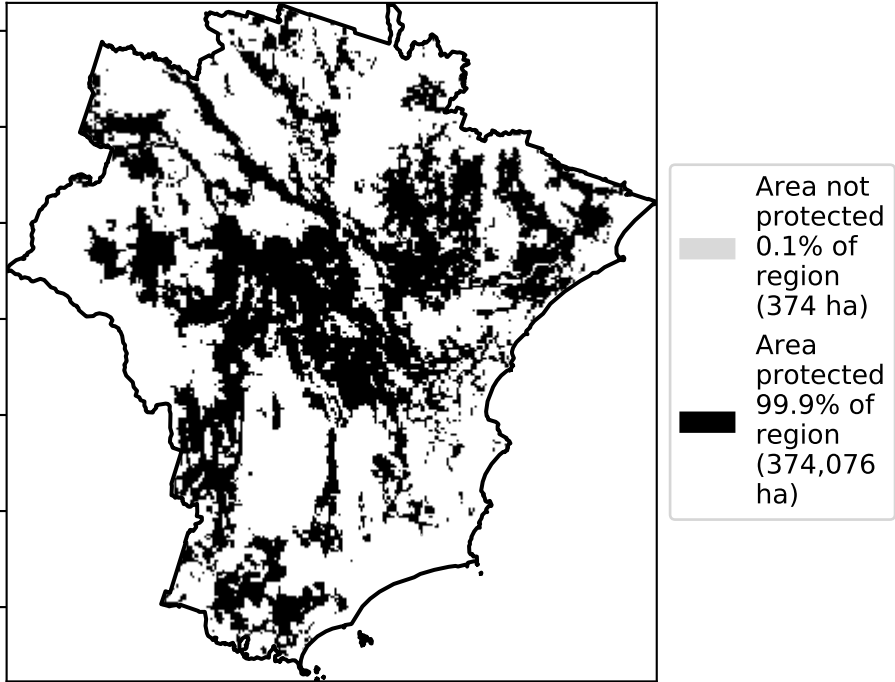 Area not
protected
0.1% of
region
(374 ha)
Area
protected
99.9% of
region
(374,076
ha)